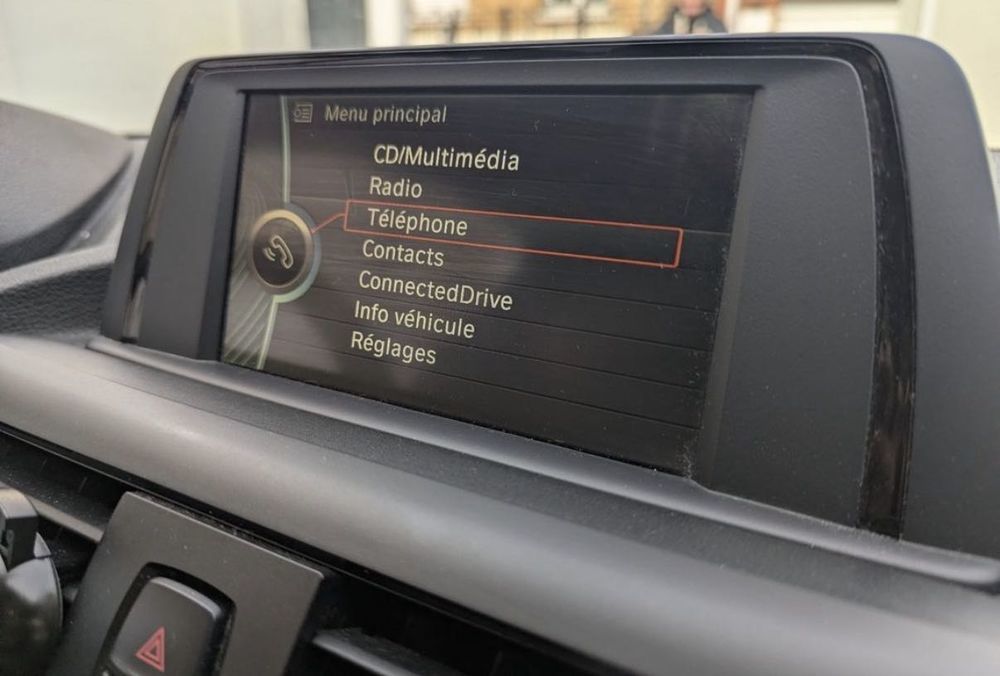 Menu principal
CD/Multimédia
Radio
Téléphone
Contacts
ConnectedDrive
Info véhicule
Réglages